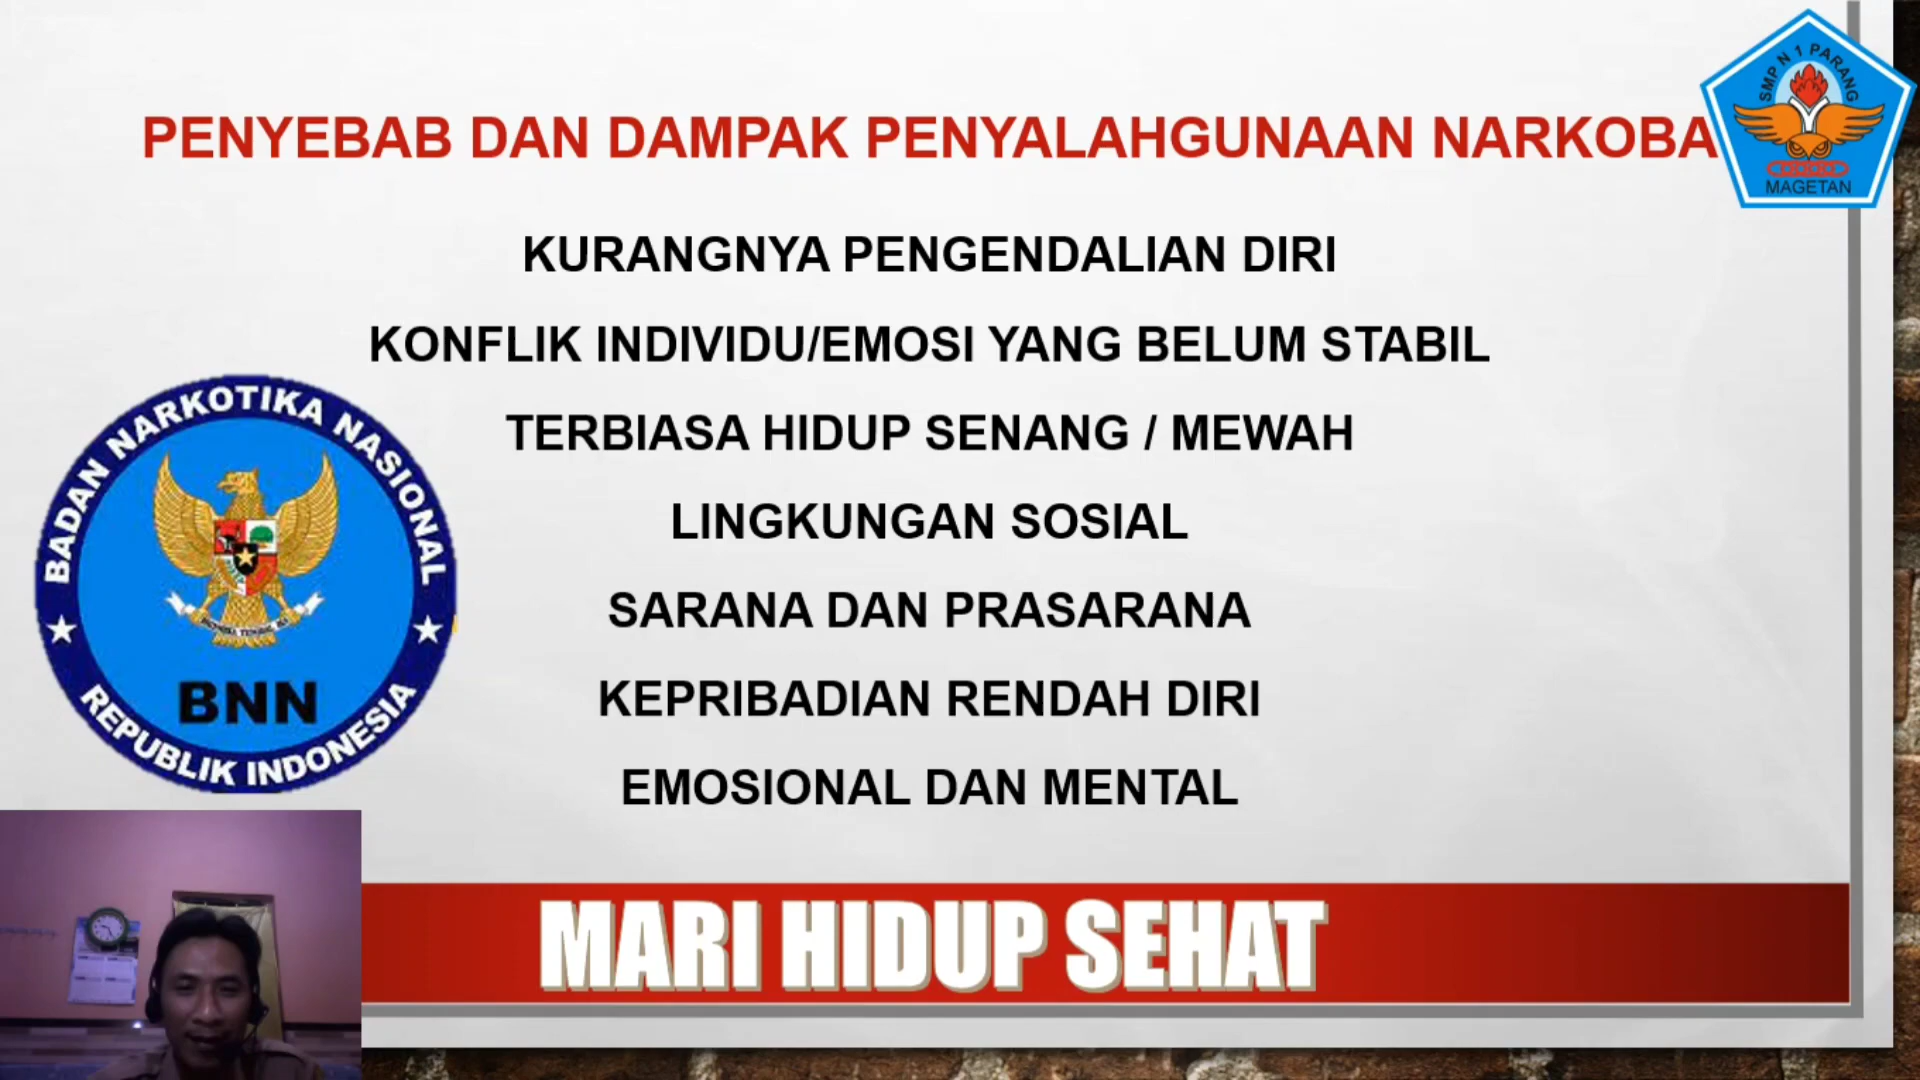 SMP N 1 PARANG
MAGETAN
PENYEBAB DAN DAMPAK PENYALAHGUNAAN NARKOBA
KURANGNYA PENGENDALIAN DIRI
KONFLIK INDIVIDU/EMOSI YANG BELUM STABIL
TERBIASA HIDUP SENANG / MEWAH
LINGKUNGAN SOSIAL
SARANA DAN PRASARANA
KEPRIBADIAN RENDAH DIRI
EMOSIONAL DAN MENTAL
BADAN NARKOTIKA NASIONAL
BNN
REPUBLIK INDONESIA
MARI HIDUP SEHAT